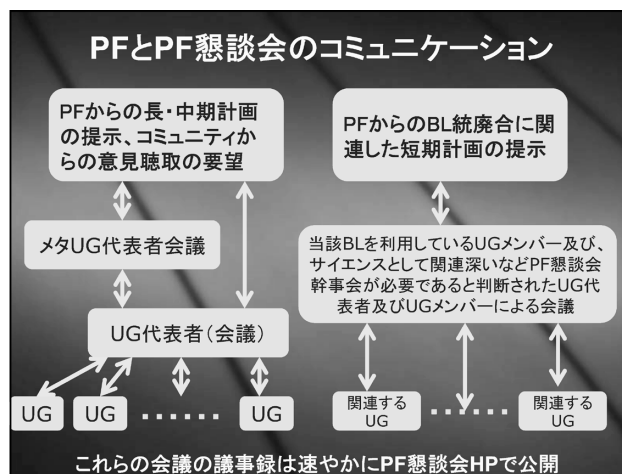 PFとPF懇談会のコミュニケーション
PFからの長・中期計画
の提示、コミュニティか
らの意見聴取の要望
メタUG代表者会議
UG代表者(会議)
UG
UG
・・・・・・
UG
PFからのBL統廃合に関
連した短期計画の提示
当該BLを利用しているUGメンバー及び、
サイエンスとして関連深いなどPF懇談会
幹事会が必要であると判断されたUG代
表者及びUGメンバーによる会議
関連する
UG
・・・・・・
関連する
UG
これらの会議の議事録は速やかにPF懇談会HPで公開